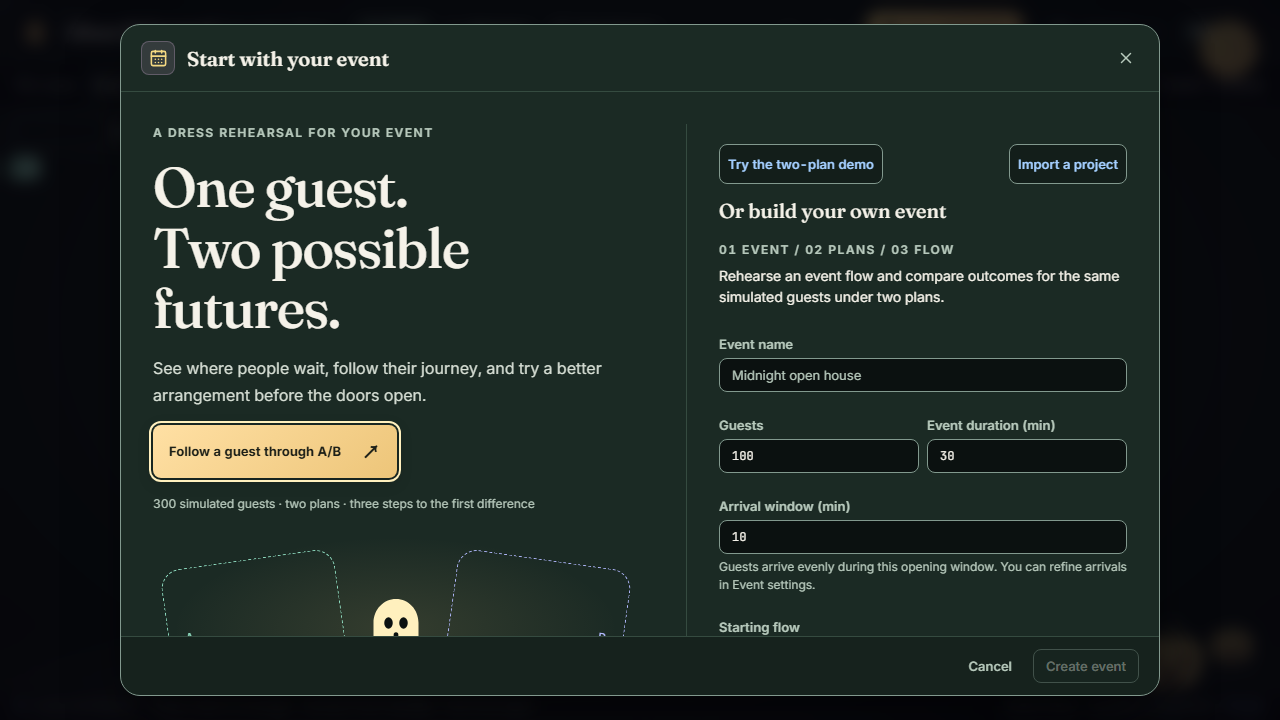 Start with your event
A DRESS REHEARSAL FOR YOUR EVENT
One guest.
Two possible
futures.
See where people wait, follow their journey, and try a better
arrangement before the doors open.
Follow a guest through A/B
300 simulated guests · two plans · three steps to the first difference
Try the two-plan demo
Import a project
Or build your own event
01 EVENT / 02 PLANS / 03 FLOW
Rehearse an event flow and compare outcomes for the same
simulated guests under two plans.
Event name
Midnight open house
Guests
Event duration (min)
100
30
Arrival window (min)
10
Guests arrive evenly during this opening window. You can refine arrivals
in Event settings.
Starting flow
Cancel
Create event